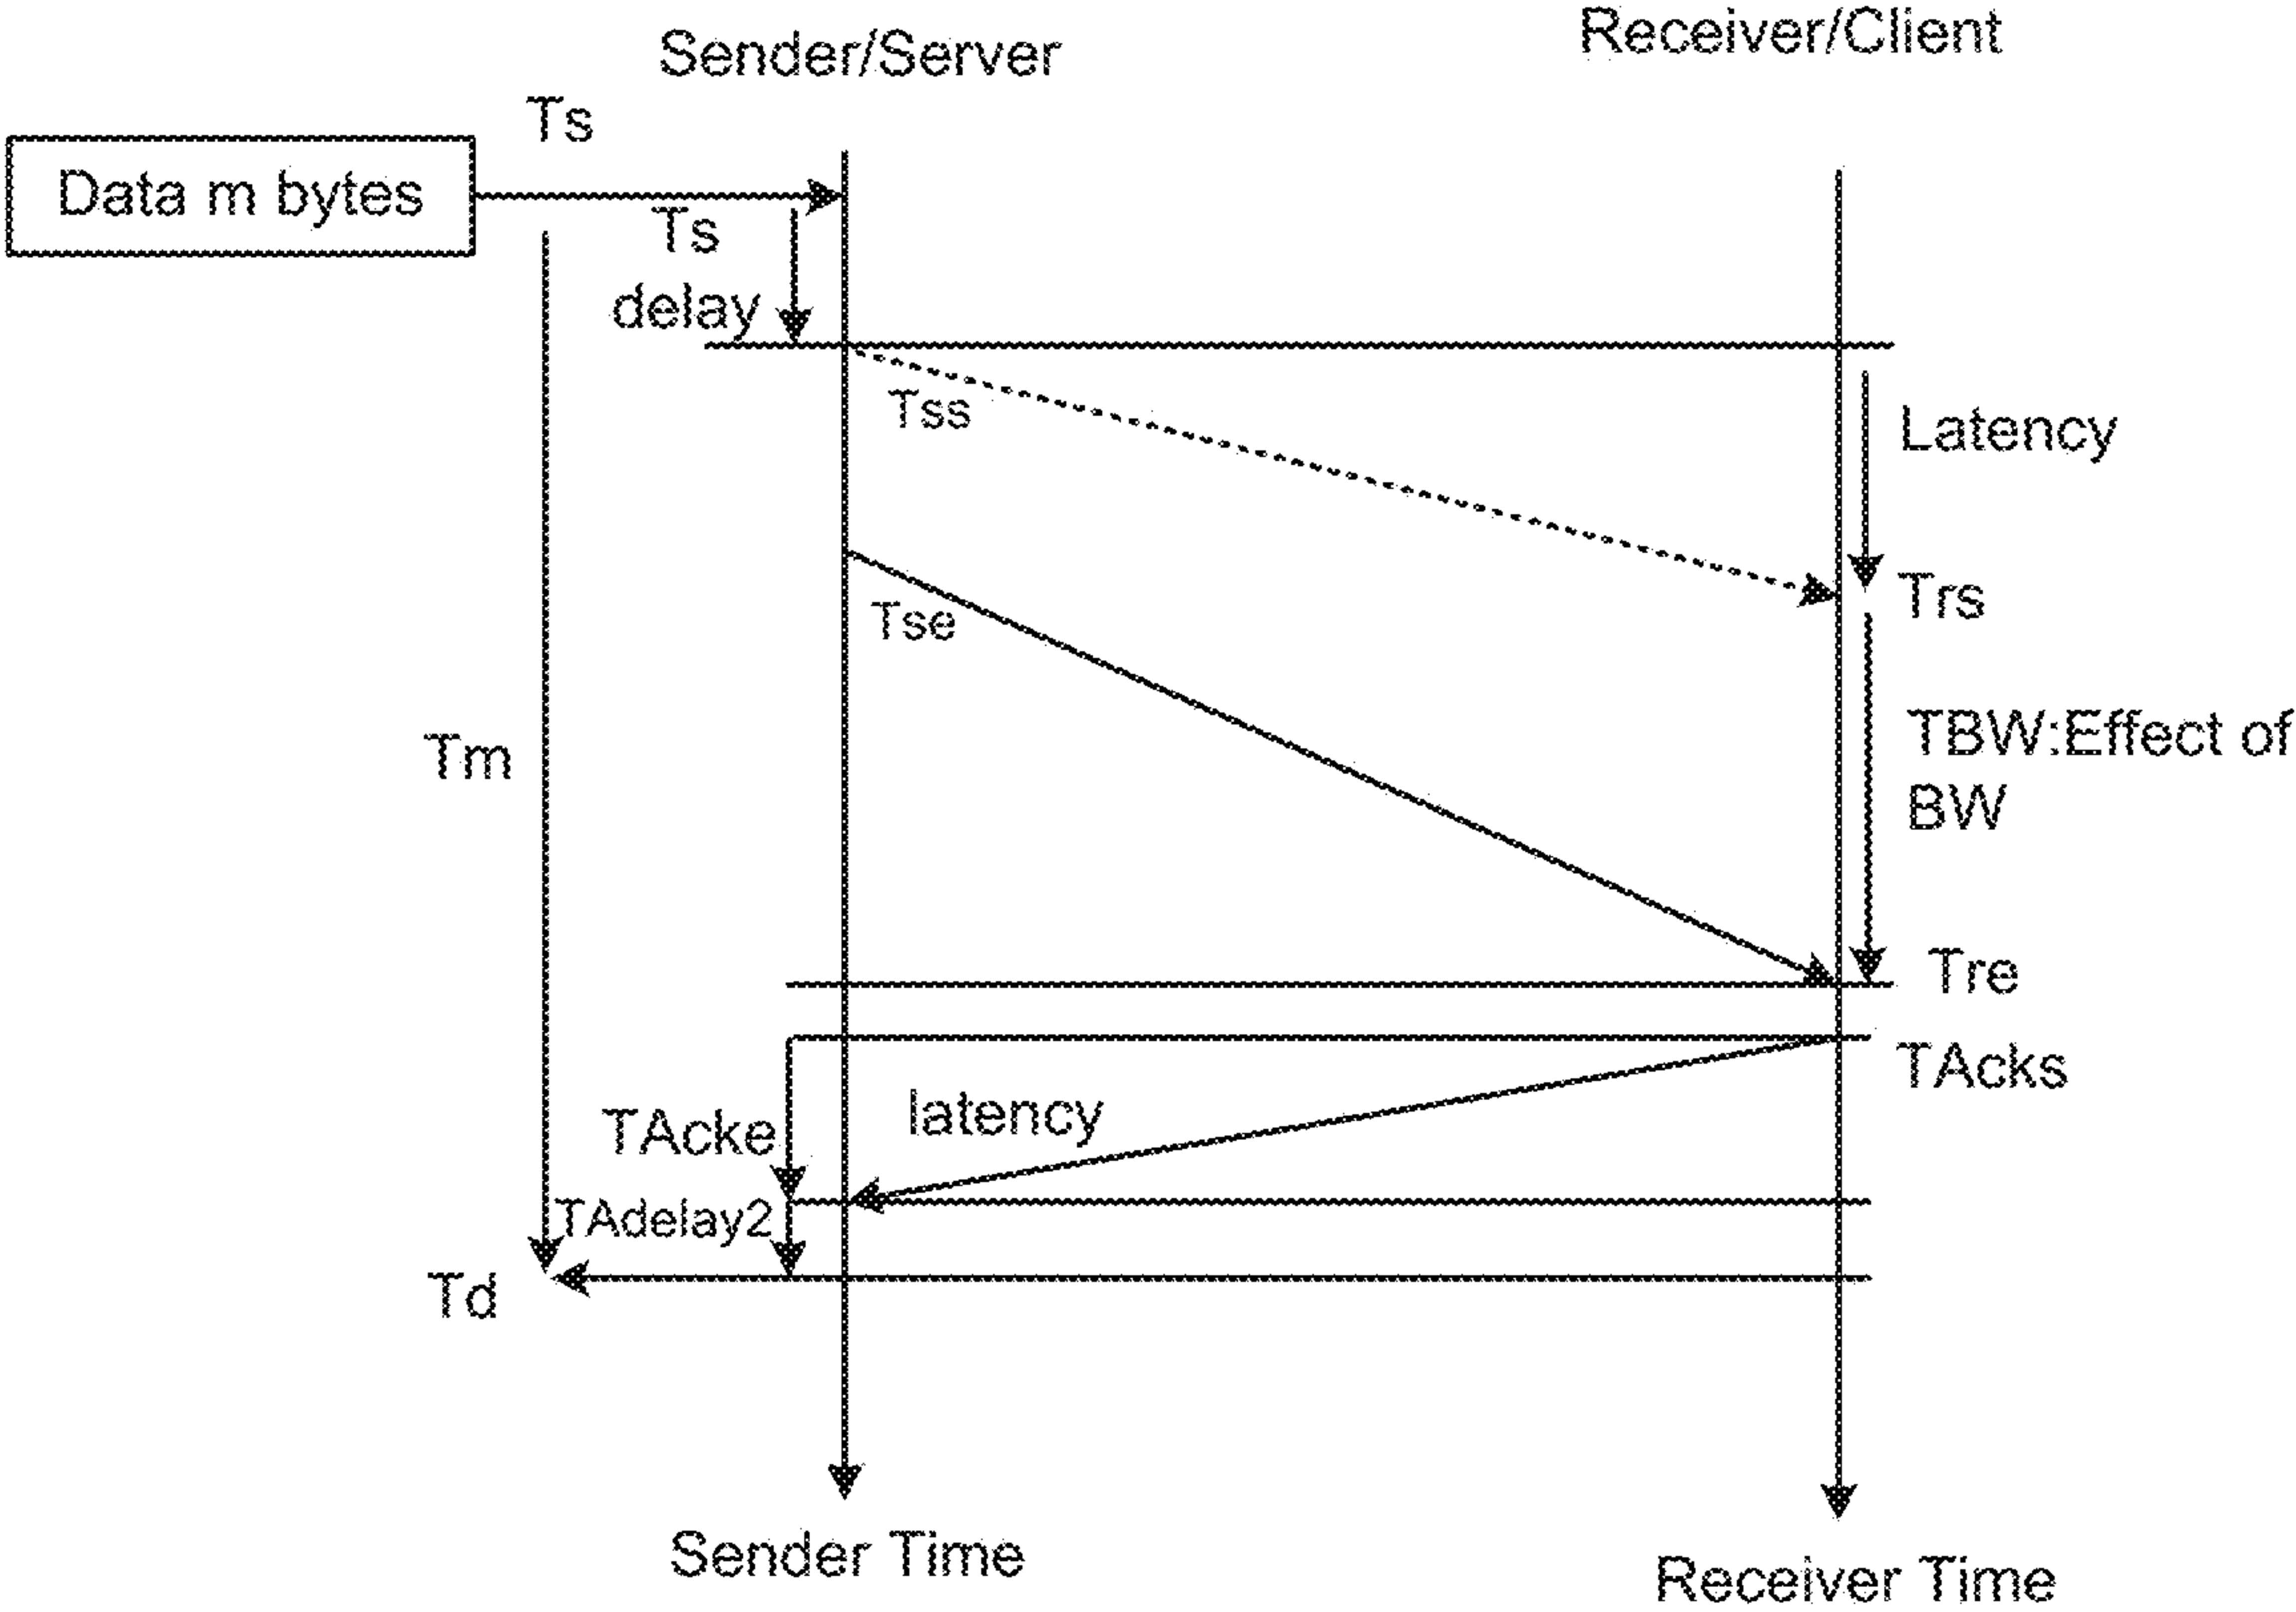 Sender/Server
Receiver/Client
Ts
Data m bytes
Ts
delay
Tss
Latency
Trs
Tse
Tm
TBW:Effect of
BW
Tre
TAcks
TAcke
latency
TAdelay2
Td
Sender Time
Receiver Time